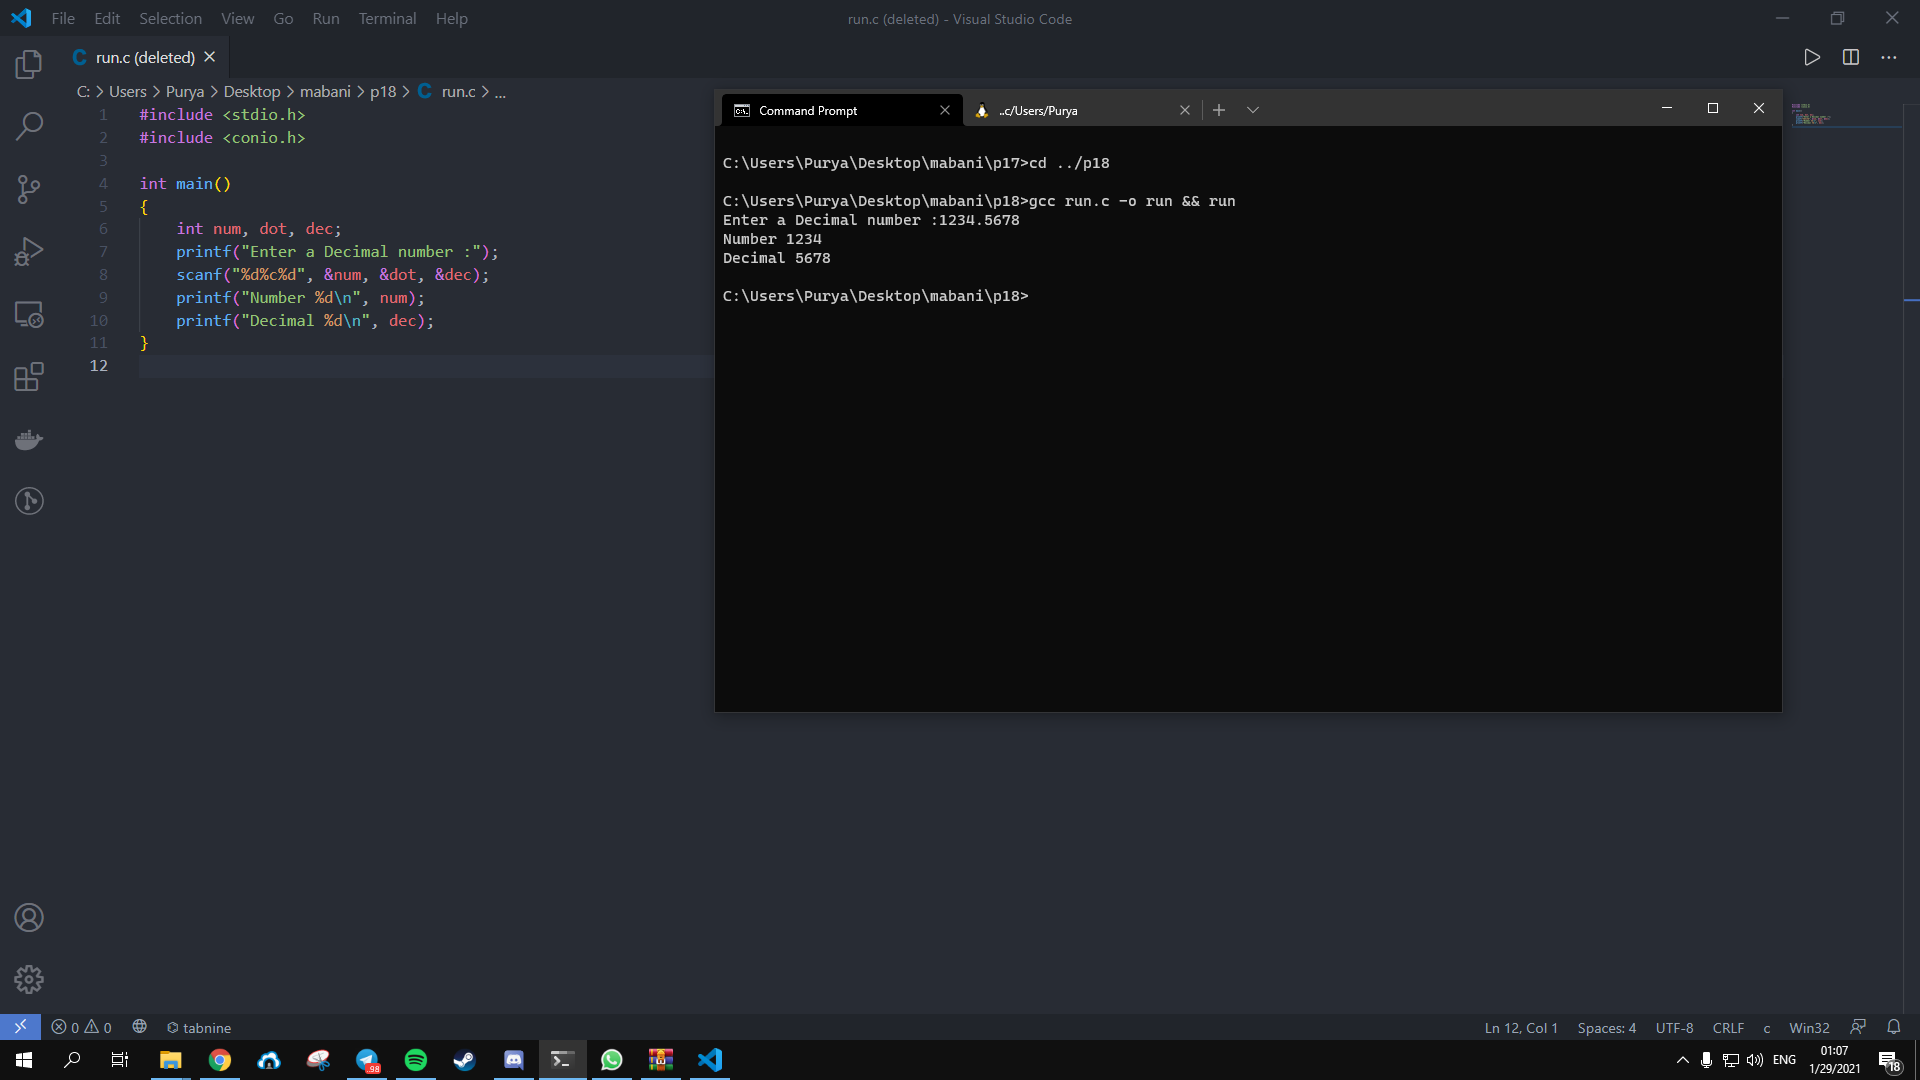 File Edit Selection View Go Run Terminal Help
run.c (deleted) - Visual Studio Code
C run.c (deleted)
C: > Users > Purya > Desktop > mabani > p18 > C run.c > ...
1 #include <stdio.h>
2 #include <conio.h>
3
4 int main()
5 {
6 int num, dot, dec;
7 printf("Enter a Decimal number :");
8 scanf("%d%c%d", &num, &dot, &dec);
9 printf("Number %d\n", num);
10 printf("Decimal %d\n", dec);
11 }
12
Command Prompt
..c/Users/Purya
C:\Users\Purya\Desktop\mabani\p17>cd ../p18
C:\Users\Purya\Desktop\mabani\p18>gcc run.c -o run && run
Enter a Decimal number :1234.5678
Number 1234
Decimal 5678
C:\Users\Purya\Desktop\mabani\p18>
0 0 tabnine
Ln 12, Col 1 Spaces: 4 UTF-8 CRLF c Win32
.98
ENG
01:07
1/29/2021
18